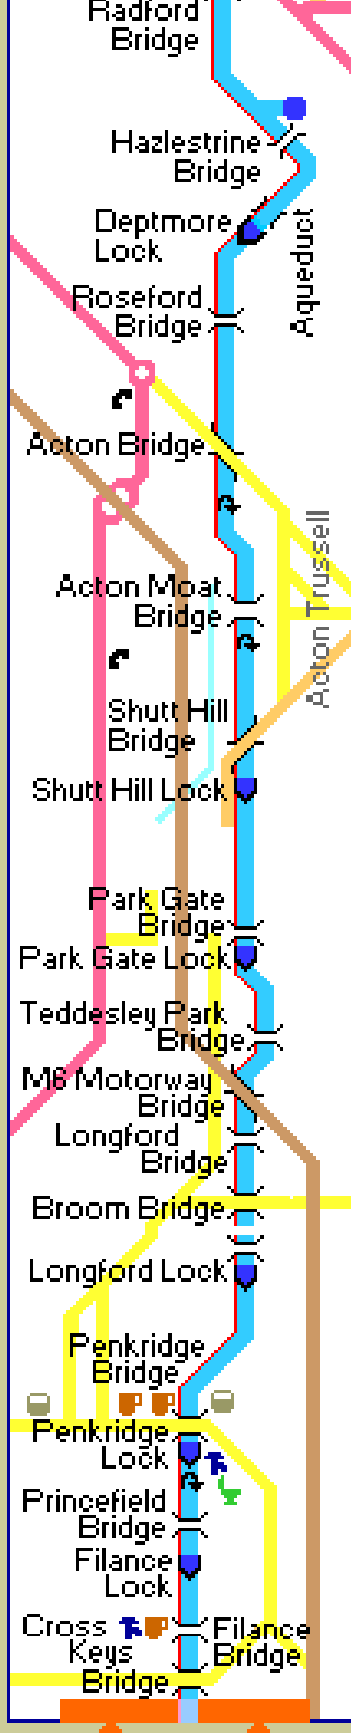 Radford
Bridge
Hazlestrine
Bridge
Deptmore
Lock
Aqueduct
Roseford
Bridge
Acton Bridge
Acton Moat
Bridge
Acton Trussell
Shutt Hill
Bridge
Shutt Hill Lock
Park Gate
Bridge
Park Gate Lock
Teddesley Park
Bridge
M6 Motorway
Bridge
Longford
Bridge
Broom Bridge
Longford Lock
Penkridge
Bridge
Penkridge
Lock
Princefield
Bridge
Filance
Lock
Cross
Keys
Bridge
Filance
Bridge